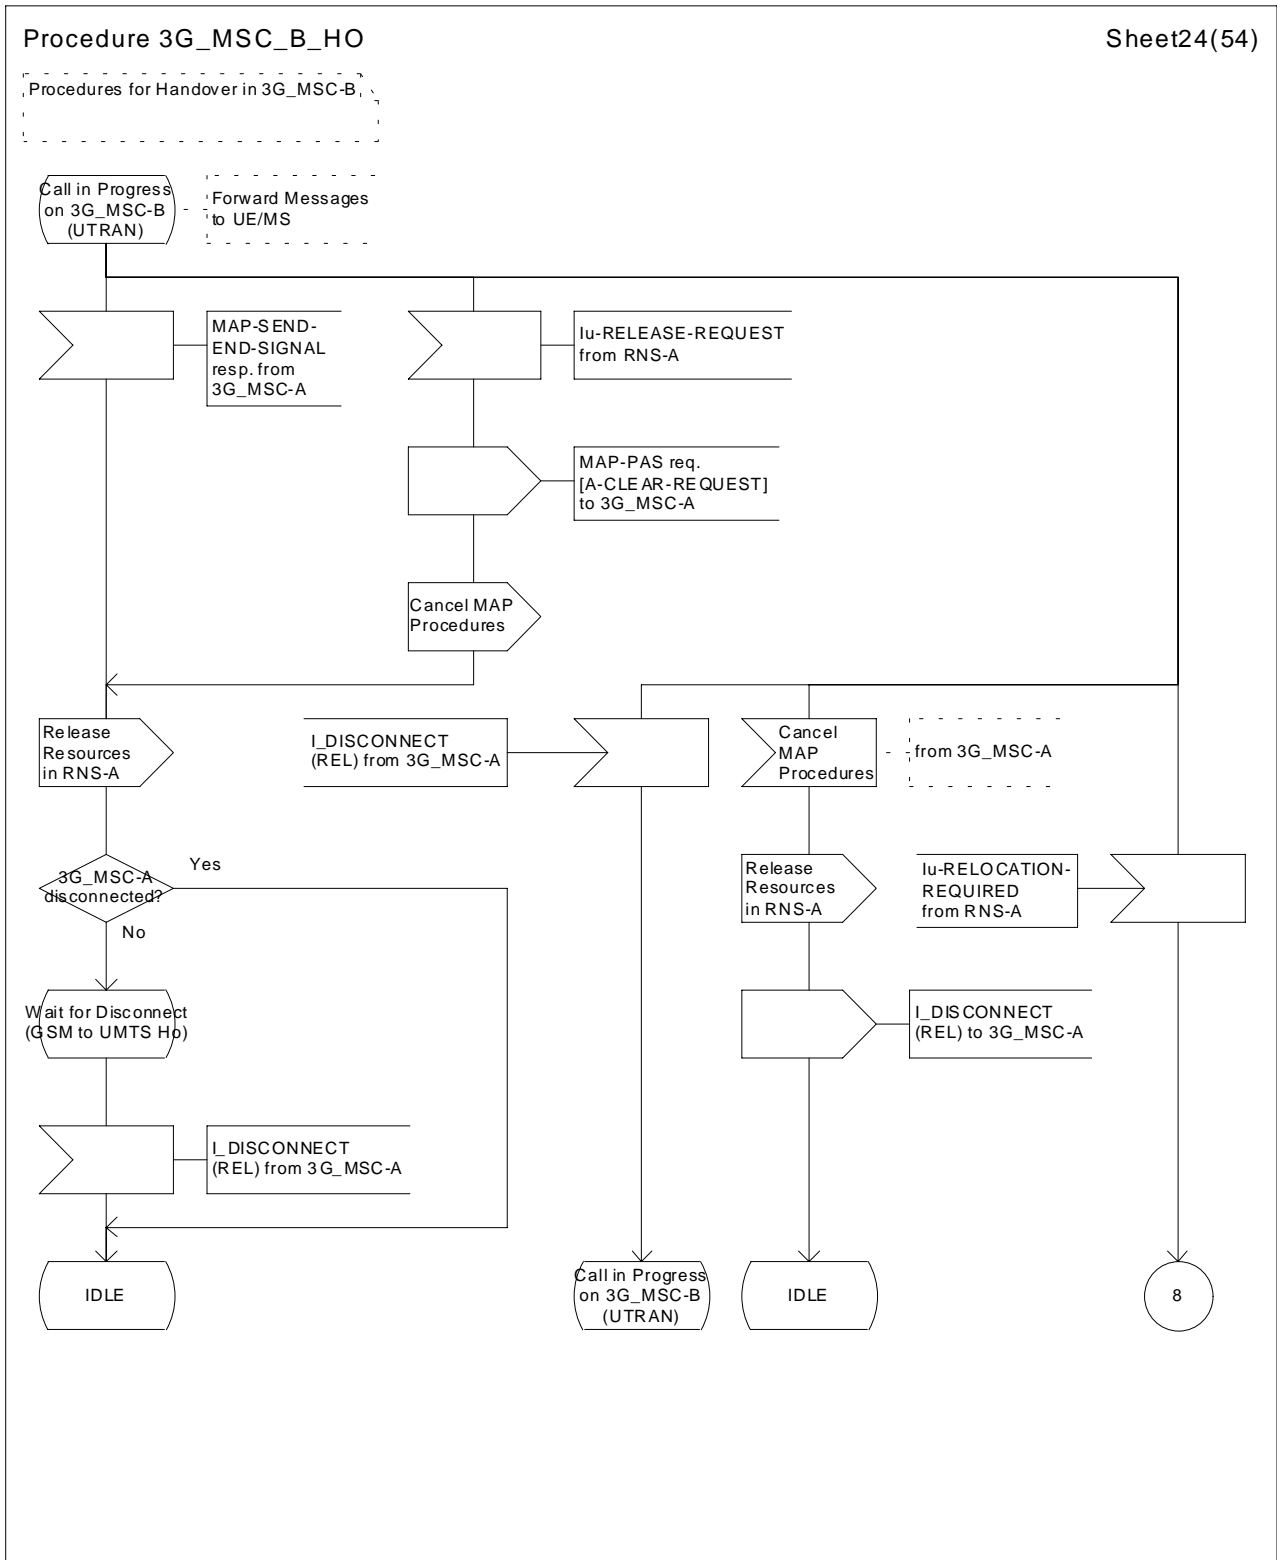 Procedure 3G_MSC_B_HO
Sheet24(54)
Procedures for Handover in 3G_MSC-B
Call in Progress
on 3G_MSC-B
(UTRAN)
Forward Messages
to UE/MS
MAP-SEND-
END-SIGNAL
resp. from
3G_MSC-A
Iu-RELEASE-REQUEST
from RNS-A
MAP-PAS req.
[A-CLEAR-REQUEST]
to 3G_MSC-A
Cancel MAP
Procedures
Release
Resources
in RNS-A
I_DISCONNECT
(REL) from 3G_MSC-A
Cancel
MAP
Procedures
from 3G_MSC-A
3G_MSC-A
disconnected?
Yes
No
Release
Resources
in RNS-A
Iu-RELOCATION-
REQUIRED
from RNS-A
Wait for Disconnect
(GSM to UMTS Ho)
I_DISCONNECT
(REL) to 3G_MSC-A
I_DISCONNECT
(REL) from 3G_MSC-A
IDLE
Call in Progress
on 3G_MSC-B
(UTRAN)
IDLE
8